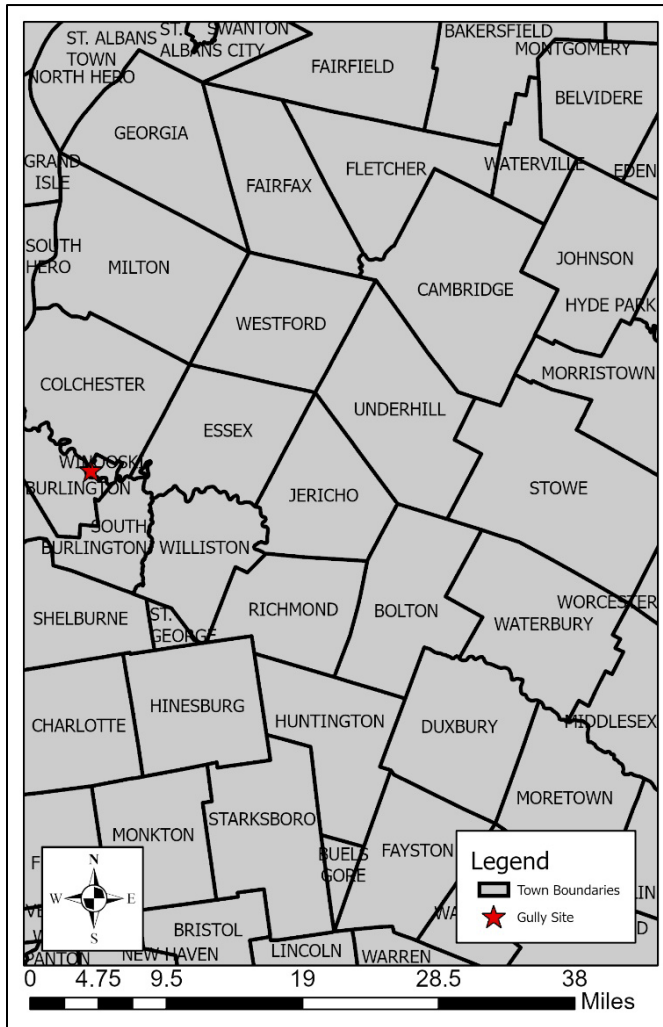 ST. ALBANS
TOWN
ST.
ALBANS CITY
SWANTON
BAKERSFIELD
MONTGOMERY
NORTH HERO
FAIRFIELD
BELVIDERE
GEORGIA
GRAND
ISLE
FAIRFAX
FLETCHER
WATERVILLE
EDEN
SOUTH
HERO
MILTON
JOHNSON
CAMBRIDGE
HYDE PARK
WESTFORD
COLCHESTER
UNDERHILL
MORRISTOWN
ESSEX
WINOOSKI
BURLINGTON
JERICHO
STOWE
SOUTH
BURLINGTON
WILLISTON
SHELBURNE
ST.
GEORGE
RICHMOND
BOLTON
WORCESTER
WATERBURY
CHARLOTTE
HINESBURG
HUNTINGTON
DUXBURY
MIDDLESEX
MORETOWN
MONKTON
STARKSBORO
BUELS
GORE
FAYSTON
F
N
W E
S
VE
W
PANTON
NEW HAVEN
BRISTOL
LINCOLN
WARREN
WA
Legend
Town Boundaries
Gully Site
IN
D
0 4.75 9.5 19 28.5 38
Miles